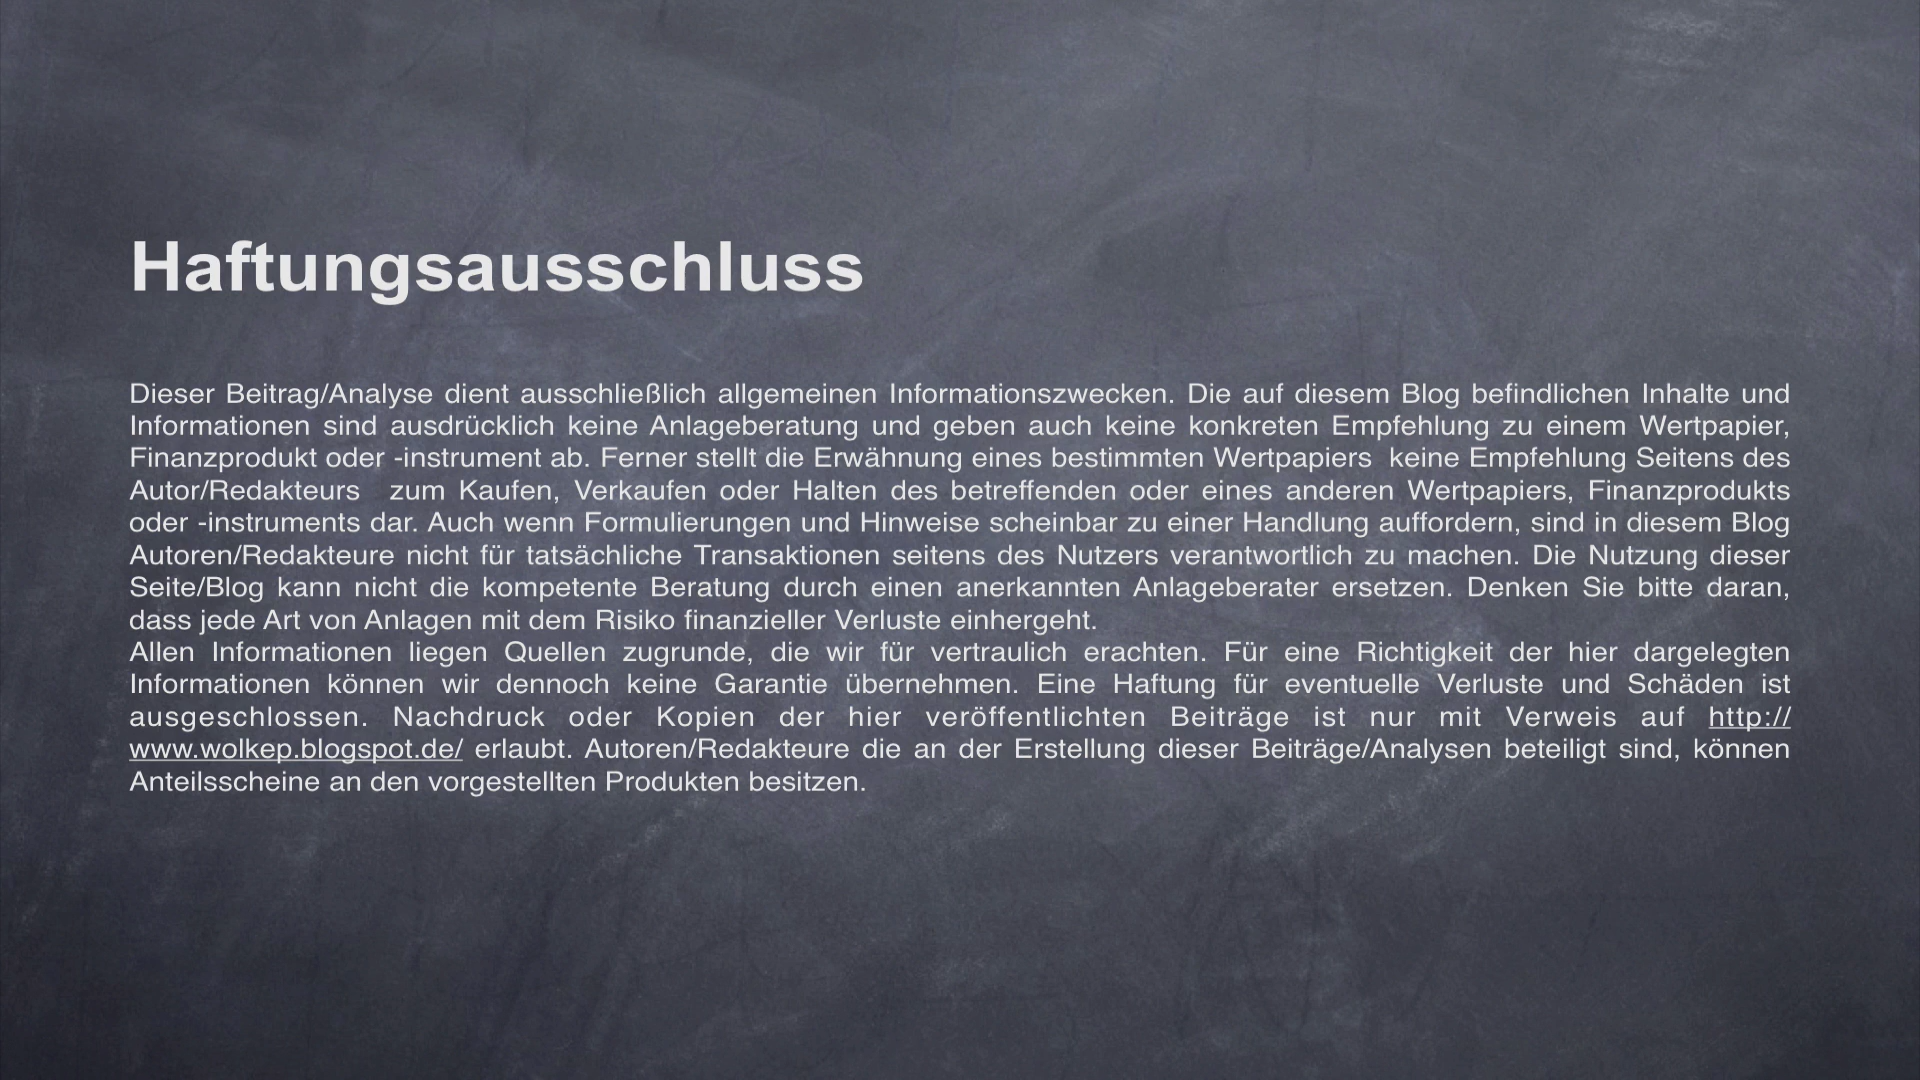 Haftungsausschluss
Dieser Beitrag/Analyse dient ausschließlich allgemeinen Informationszwecken. Die auf diesem Blog befindlichen Inhalte und
Informationen sind ausdrücklich keine Anlageberatung und geben auch keine konkreten Empfehlung zu einem Wertpapier,
Finanzprodukt oder -instrument ab. Ferner stellt die Erwähnung eines bestimmten Wertpapiers keine Empfehlung Seitens des
Autor/Redakteurs zum Kaufen, Verkaufen oder Halten des betreffenden oder eines anderen Wertpapiers, Finanzprodukts
oder -instruments dar. Auch wenn Formulierungen und Hinweise scheinbar zu einer Handlung auffordern, sind in diesem Blog
Autoren/Redakteure nicht für tatsächliche Transaktionen seitens des Nutzers verantwortlich zu machen. Die Nutzung dieser
Seite/Blog kann nicht die kompetente Beratung durch einen anerkannten Anlageberater ersetzen. Denken Sie bitte daran,
dass jede Art von Anlagen mit dem Risiko finanzieller Verluste einhergeht.
Allen Informationen liegen Quellen zugrunde, die wir für vertraulich erachten. Für eine Richtigkeit der hier dargelegten
Informationen können wir dennoch keine Garantie übernehmen. Eine Haftung für eventuelle Verluste und Schäden ist
ausgeschlossen. Nachdruck oder Kopien der hier veröffentlichten Beiträge ist nur mit Verweis auf http://
www.wolkep.blogspot.de/ erlaubt. Autoren/Redakteure die an der Erstellung dieser Beiträge/Analysen beteiligt sind, können
Anteilsscheine an den vorgestellten Produkten besitzen.